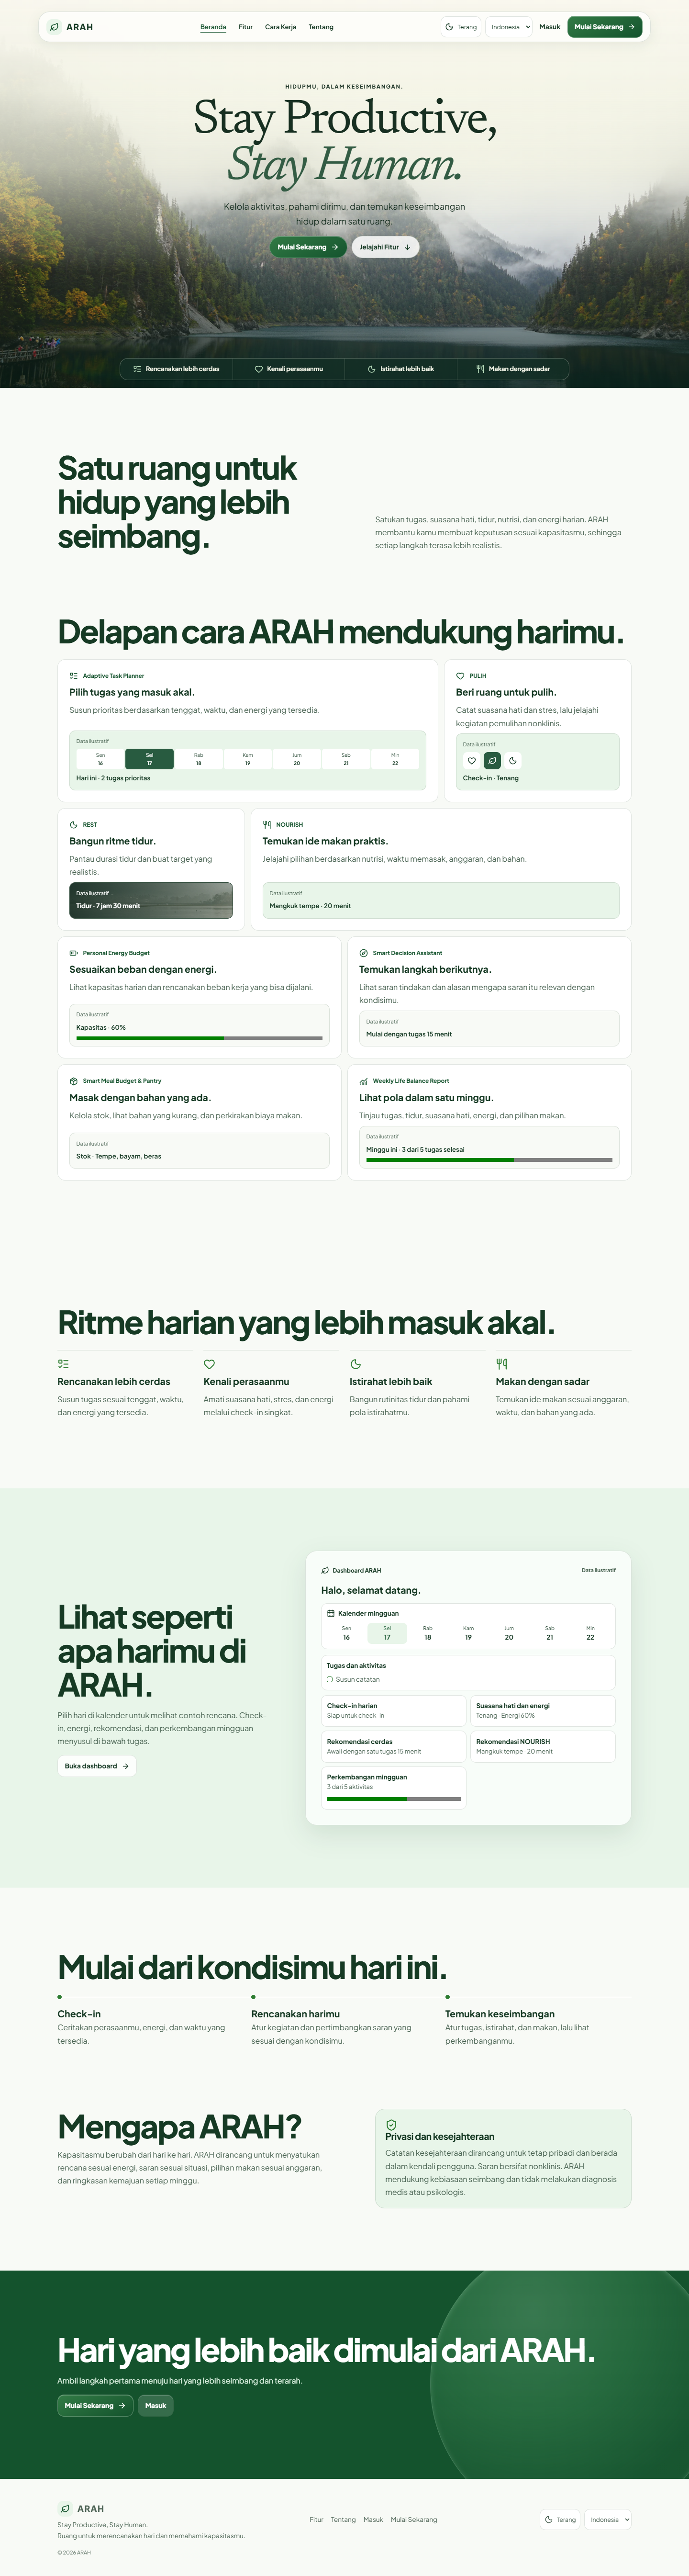 ARAH
Beranda
Fitur
Cara Kerja
Tentang
Terang
Indonesia
Masuk
Mulai Sekarang
HIDUPMU, DALAM KESEIMBANGAN.
Stay Productive,
Stay Human.
Kelola aktivitas, pahami dirimu, dan temukan keseimbangan
hidup dalam satu ruang.
Mulai Sekarang
Jelajahi Fitur
Rencanakan lebih cerdas
Kenali perasaanmu
Istirahat lebih baik
Makan dengan sadar
Satu ruang untuk
hidup yang lebih
seimbang.
Satukan tugas, suasana hati, tidur, nutrisi, dan energi harian. ARAH
membantu kamu membuat keputusan sesuai kapasitasmu, sehingga
setiap langkah terasa lebih realistis.
Delapan cara ARAH mendukung harimu.
Adaptive Task Planner
Pilih tugas yang masuk akal.
Susun prioritas berdasarkan tenggat, waktu, dan energi yang tersedia.
Data ilustratif
Sen
16
Sel
17
Rab
18
Kam
19
Jum
20
Sab
21
Min
22
Hari ini · 2 tugas prioritas
PULIH
Beri ruang untuk pulih.
Catat suasana hati dan stres, lalu jelajahi
kegiatan pemulihan nonklinis.
Data ilustratif
Check-in · Tenang
REST
Bangun ritme tidur.
Pantau durasi tidur dan buat target yang
realistis.
Data ilustratif
Tidur · 7 jam 30 menit
NOURISH
Temukan ide makan praktis.
Jelajahi pilihan berdasarkan nutrisi, waktu memasak, anggaran, dan bahan.
Data ilustratif
Mangkuk tempe · 20 menit
Personal Energy Budget
Sesuaikan beban dengan energi.
Lihat kapasitas harian dan rencanakan beban kerja yang bisa dijalani.
Data ilustratif
Kapasitas · 60%
Smart Decision Assistant
Temukan langkah berikutnya.
Lihat saran tindakan dan alasan mengapa saran itu relevan dengan
kondisimu.
Data ilustratif
Mulai dengan tugas 15 menit
Smart Meal Budget & Pantry
Masak dengan bahan yang ada.
Kelola stok, lihat bahan yang kurang, dan perkirakan biaya makan.
Data ilustratif
Stok · Tempe, bayam, beras
Weekly Life Balance Report
Lihat pola dalam satu minggu.
Tinjau tugas, tidur, suasana hati, energi, dan pilihan makan.
Data ilustratif
Minggu ini · 3 dari 5 tugas selesai
Ritme harian yang lebih masuk akal.
Rencanakan lebih cerdas
Susun tugas sesuai tenggat, waktu,
dan energi yang tersedia.
Kenali perasaanmu
Amati suasana hati, stres, dan energi
melalui check-in singkat.
Istirahat lebih baik
Bangun rutinitas tidur dan pahami
pola istirahatmu.
Makan dengan sadar
Temukan ide makan sesuai anggaran,
waktu, dan bahan yang ada.
Lihat seperti
apa harimu di
ARAH.
Pilih hari di kalender untuk melihat contoh rencana. Check-
in, energi, rekomendasi, dan perkembangan mingguan
menyusul di bawah tugas.
Buka dashboard
Dashboard ARAH
Data ilustratif
Halo, selamat datang.
Kalender mingguan
Sen
16
Sel
17
Rab
18
Kam
19
Jum
20
Sab
21
Min
22
Tugas dan aktivitas
Susun catatan
Check-in harian
Siap untuk check-in
Suasana hati dan energi
Tenang · Energi 60%
Rekomendasi cerdas
Awali dengan satu tugas 15 menit
Rekomendasi NOURISH
Mangkuk tempe · 20 menit
Perkembangan mingguan
3 dari 5 aktivitas
Mulai dari kondisimu hari ini.
Check-in
Ceritakan perasaanmu, energi, dan waktu yang
tersedia.
Rencanakan harimu
Atur kegiatan dan pertimbangkan saran yang
sesuai dengan kondisimu.
Temukan keseimbangan
Atur tugas, istirahat, dan makan, lalu lihat
perkembanganmu.
Mengapa ARAH?
Kapasitasmu berubah dari hari ke hari. ARAH dirancang untuk menyatukan
rencana sesuai energi, saran sesuai situasi, pilihan makan sesuai anggaran,
dan ringkasan kemajuan setiap minggu.
Privasi dan kesejahteraan
Catatan kesejahteraan dirancang untuk tetap pribadi dan berada
dalam kendali pengguna. Saran bersifat nonklinis. ARAH
mendukung kebiasaan seimbang dan tidak melakukan diagnosis
medis atau psikologis.
Hari yang lebih baik dimulai dari ARAH.
Ambil langkah pertama menuju hari yang lebih seimbang dan terarah.
Mulai Sekarang
Masuk
ARAH
Stay Productive, Stay Human.
Ruang untuk merencanakan hari dan memahami kapasitasmu.
© 2026 ARAH
Fitur
Tentang
Masuk
Mulai Sekarang
Terang
Indonesia